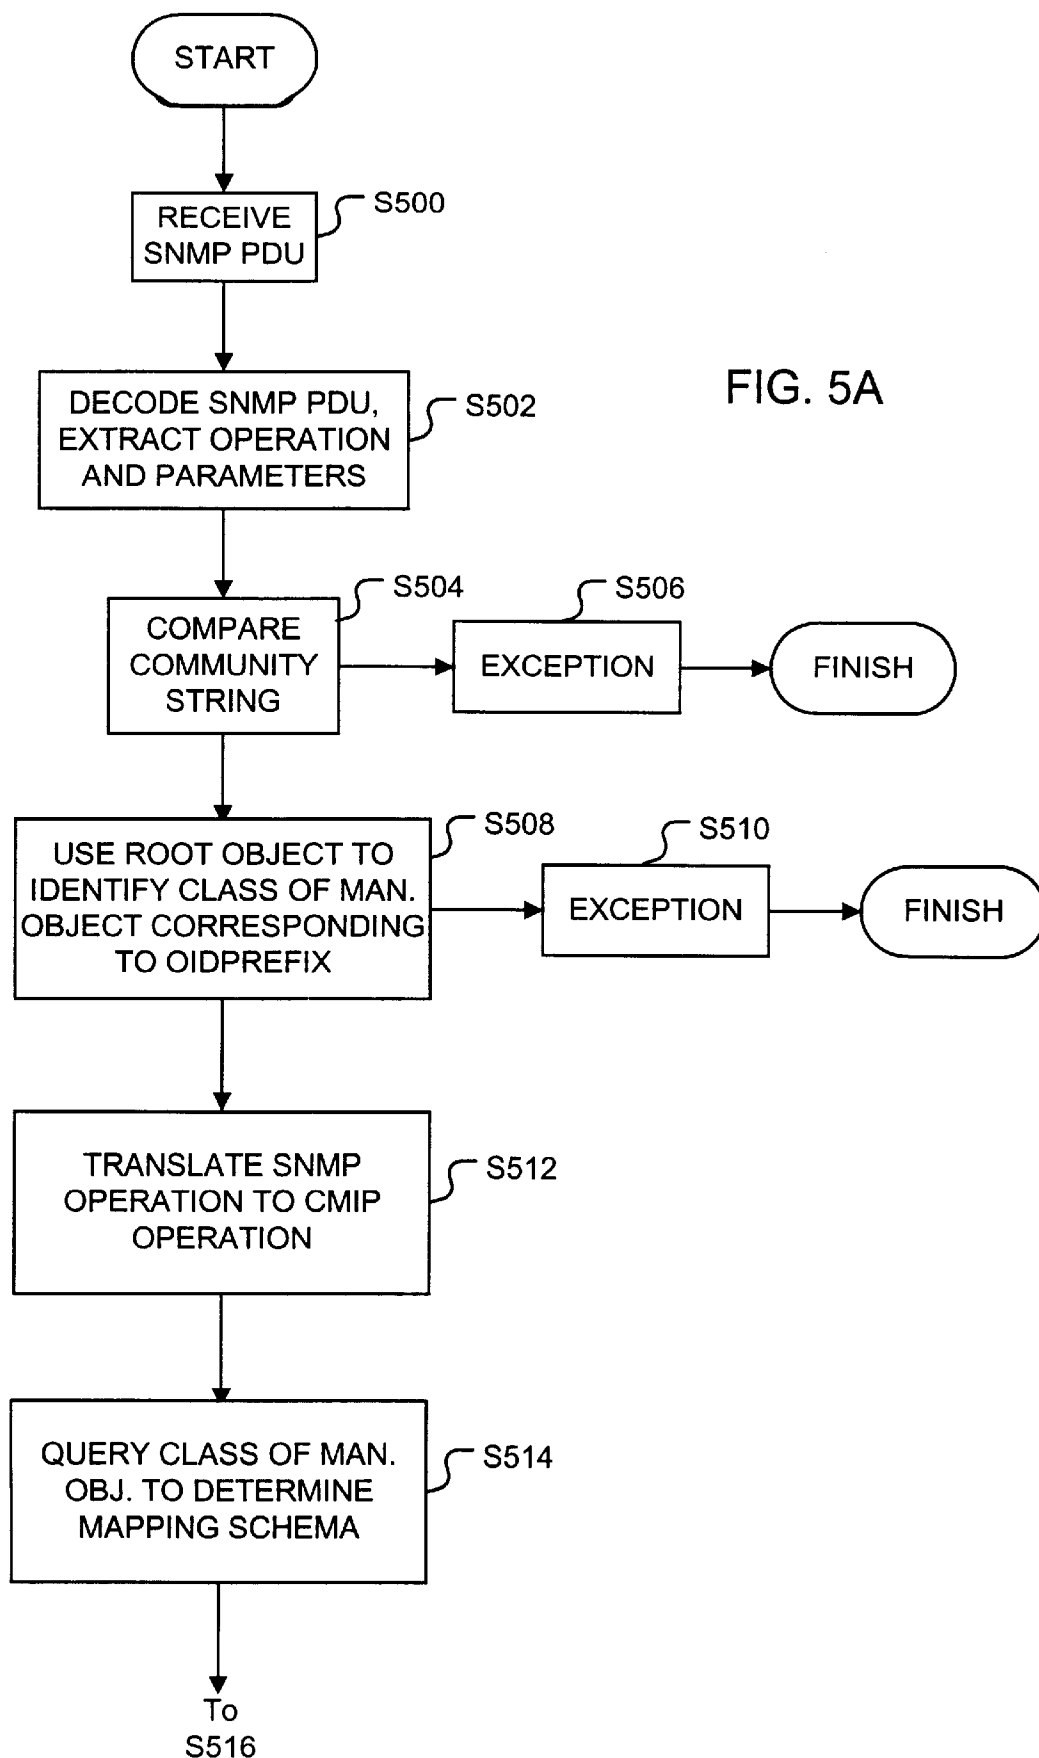 START
RECEIVE
SNMP PDU
S500
FIG. 5A
DECODE SNMP PDU,
EXTRACT OPERATION
AND PARAMETERS
S502
COMPARE
COMMUNITY
STRING
S504
EXCEPTION
S506
FINISH
USE ROOT OBJECT TO
IDENTIFY CLASS OF MAN.
OBJECT CORRESPONDING
TO OIDPREFIX
S508
EXCEPTION
S510
FINISH
TRANSLATE SNMP
OPERATION TO CMIP
OPERATION
S512
QUERY CLASS OF MAN.
OBJ. TO DETERMINE
MAPPING SCHEMA
S514
To
S516